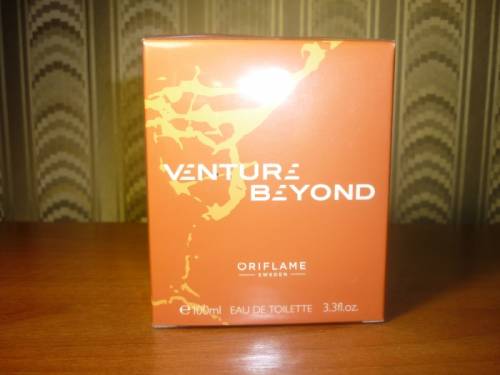 VENTURE
BEYOND
ORIFLAME
SWEDEN
℮100ml EAU DE TOILETTE 3.3fl.oz.